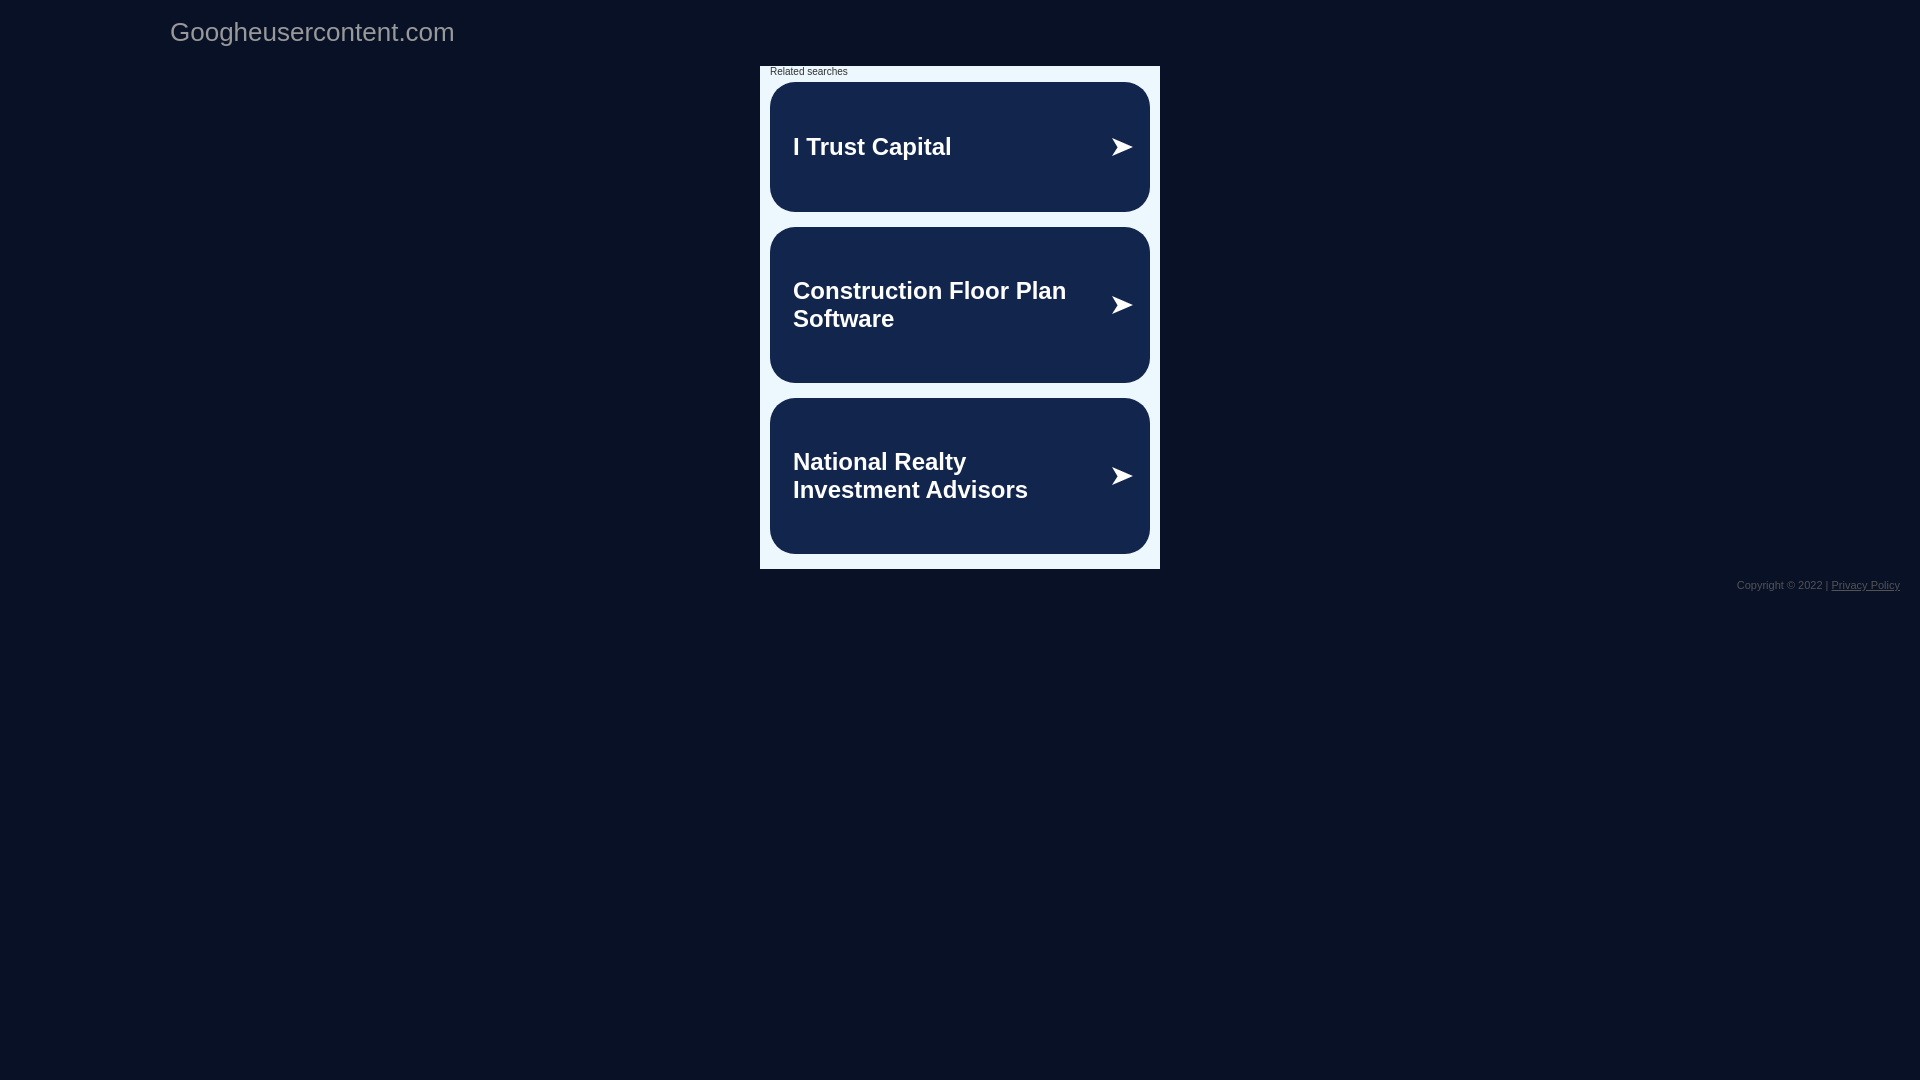 Googheusercontent.com
Related searches
I Trust Capital
Construction Floor Plan
Software
National Realty
Investment Advisors
Copyright © 2022 | Privacy Policy